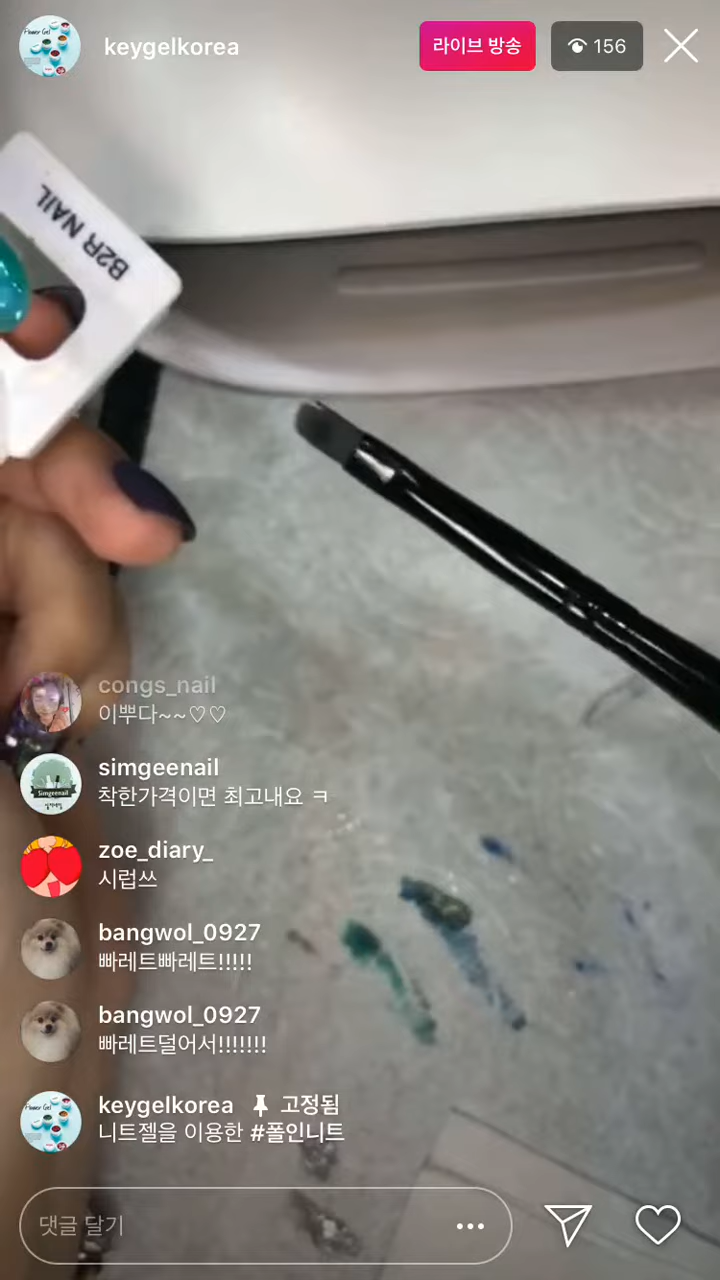 keygelkorea
라이브 방송
156
B2R NAIL
congs_nail
이뿌다~~♡♡
simgeenail
착한가격이면 최고내요 ㅋ
zoe_diary_
시럽쓰
bangwol_0927
빠레트빠레트!!!!!
bangwol_0927
빠레트덜어서!!!!!!!
keygelkorea 고정됨
니트젤을 이용한 #폴인니트
댓글 달기